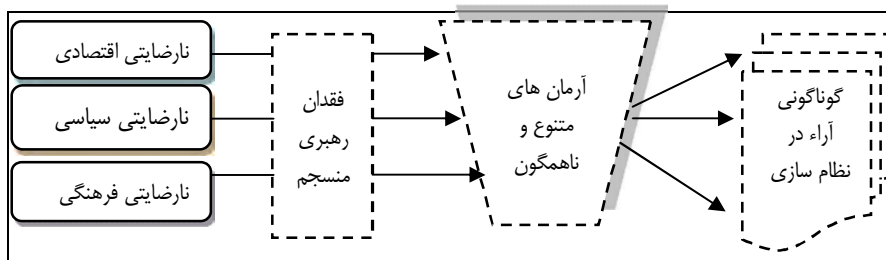 نارضایتی اقتصادی
نارضایتی سیاسی
نارضایتی فرهنگی
فقدان
رهبری
منسجم
آرمان های
متنوع و
ناهمگون
گوناگونی
آراء در
نظام سازی